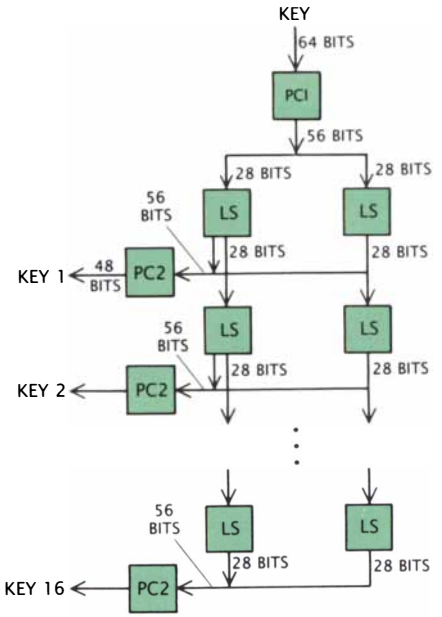 KEY
64 BITS
PC1
56 BITS
28 BITS
28 BITS
56
BITS
LS
LS
28 BITS
28 BITS
KEY 1
48
BITS
PC2
LS
LS
56
BITS
28 BITS
28 BITS
KEY 2
PC2
56
BITS
LS
LS
28 BITS
28 BITS
KEY 16
PC2